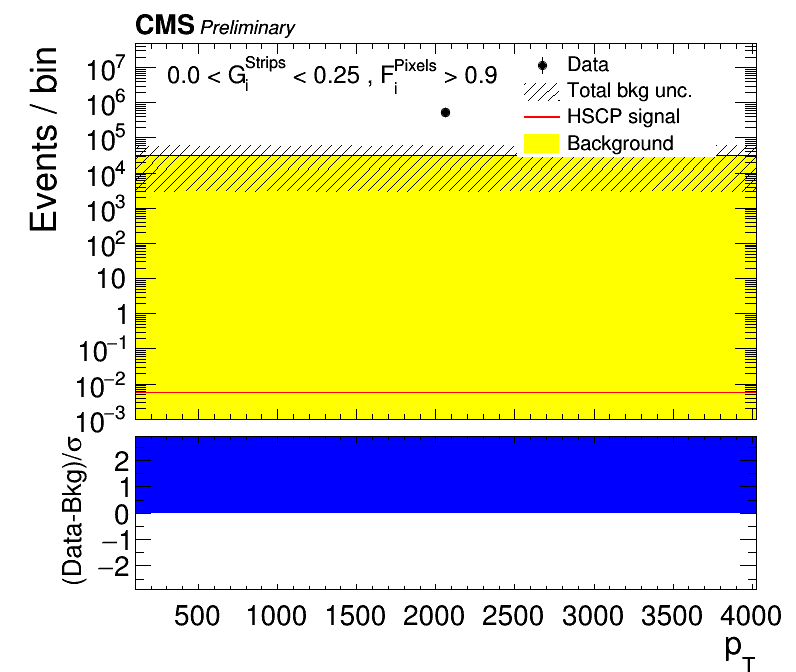 CMS Preliminary
Events / bin
0.0 < G_i^Strips < 0.25 , F_i^Pixels > 0.9
Data
Total bkg unc.
HSCP signal
Background
10^7
10^6
10^5
10^4
10^3
10^2
10
1
10^−1
10^−2
10^−3
(Data-Bkg)/σ
2
1
0
−1
−2
500 1000 1500 2000 2500 3000 3500 4000
p_T